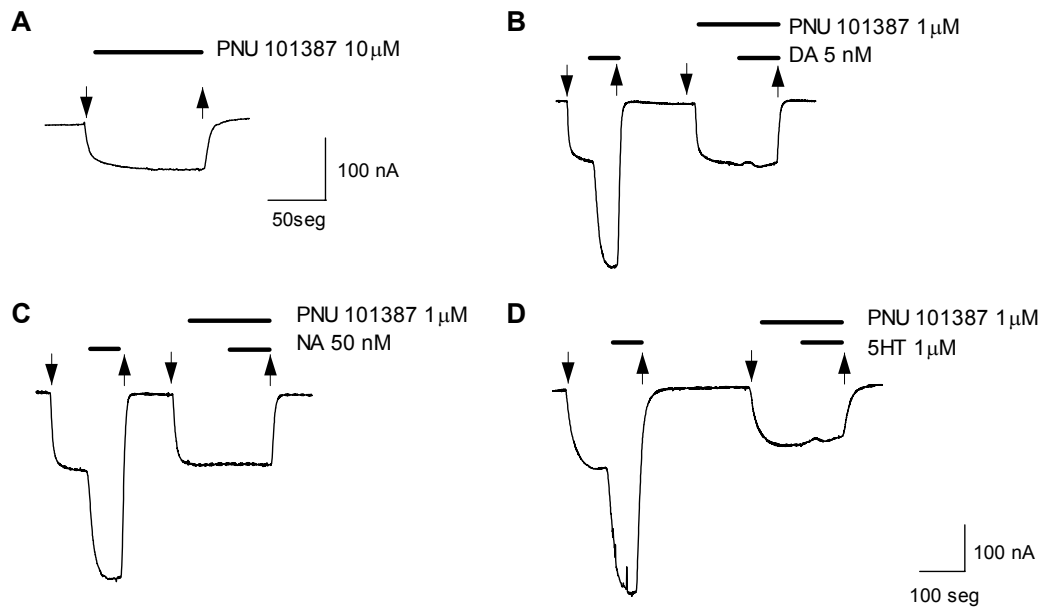 A
PNU 101387 10µM
100 nA
50seg
B
PNU 101387 1µM
DA 5 nM
C
PNU 101387 1µM
NA 50 nM
D
PNU 101387 1µM
5HT 1µM
100 nA
100 seg